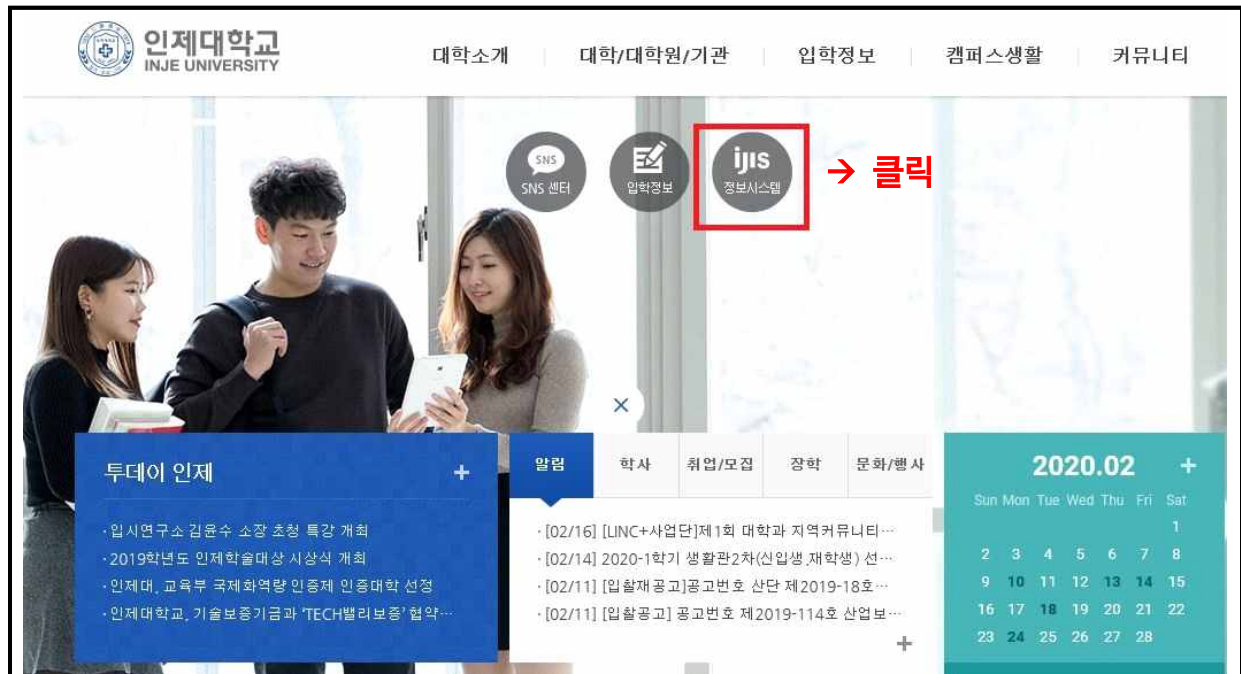 인제대학교
INJE UNIVERSITY
대학소개 대학/대학원/기관 입학정보 캠퍼스생활 커뮤니티
SNS
SNS 센터
입학정보
ijis
정보시스템
→ 클릭
투데이 인제 +
·입시연구소 김윤수 소장 초청 특강 개최
·2019학년도 인제학술대상 시상식 개최
·인제대, 교육부 국제화역량 인증제 인증대학 선정
·인제대학교, 기술보증기금과 'TECH밸리보증' 협약…
알림 학사 취업/모집 장학 문화/행사
·[02/16] [LINC+사업단]제1회 대학과 지역커뮤니티…
·[02/14] 2020-1학기 생활관2차(신입생,재학생) 선…
·[02/11] [입찰재공고]공고번호 산단 제2019-18호…
·[02/11] [입찰공고] 공고번호 제2019-114호 산업보…
+
2020.02 +
Sun Mon Tue Wed Thu Fri Sat
1
2 3 4 5 6 7 8
9 10 11 12 13 14 15
16 17 18 19 20 21 22
23 24 25 26 27 28